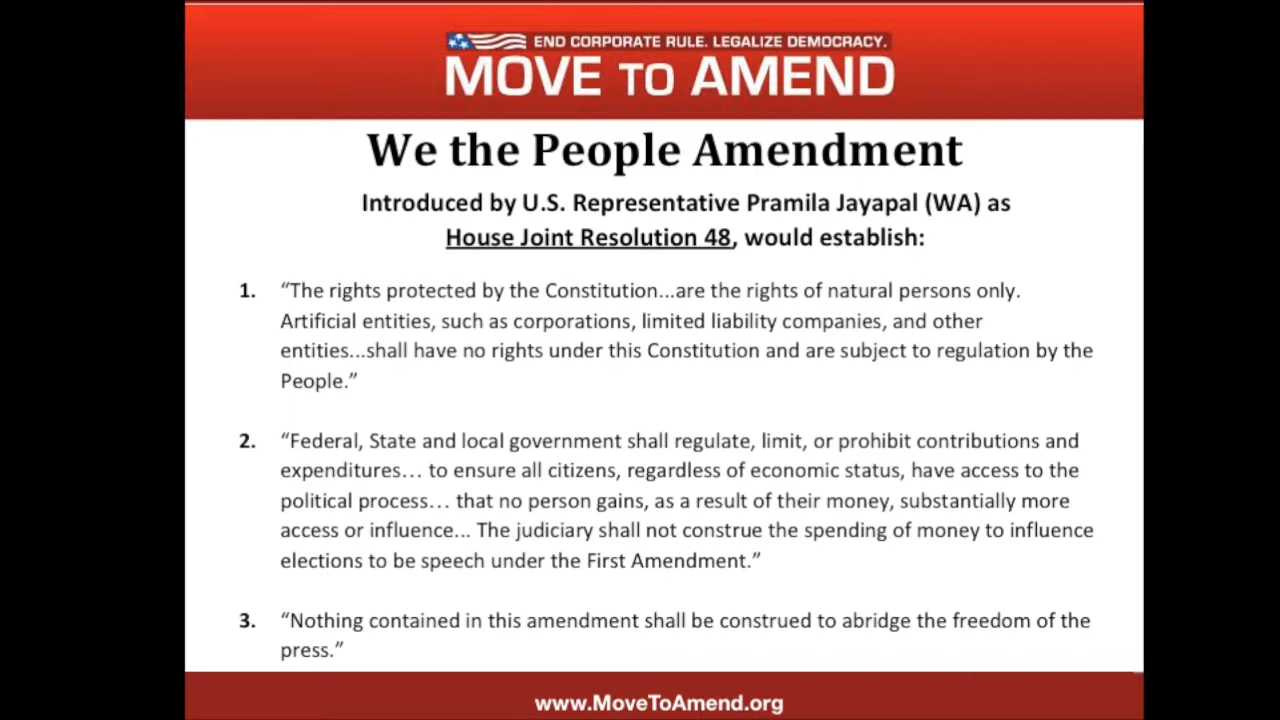 END CORPORATE RULE. LEGALIZE DEMOCRACY.
MOVE TO AMEND
We the People Amendment
Introduced by U.S. Representative Pramila Jayapal (WA) as
House Joint Resolution 48, would establish:
1. “The rights protected by the Constitution...are the rights of natural persons only.
Artificial entities, such as corporations, limited liability companies, and other
entities...shall have no rights under this Constitution and are subject to regulation by the
People.”
2. “Federal, State and local government shall regulate, limit, or prohibit contributions and
expenditures… to ensure all citizens, regardless of economic status, have access to the
political process… that no person gains, as a result of their money, substantially more
access or influence... The judiciary shall not construe the spending of money to influence
elections to be speech under the First Amendment.”
3. “Nothing contained in this amendment shall be construed to abridge the freedom of the
press.”
www.MoveToAmend.org